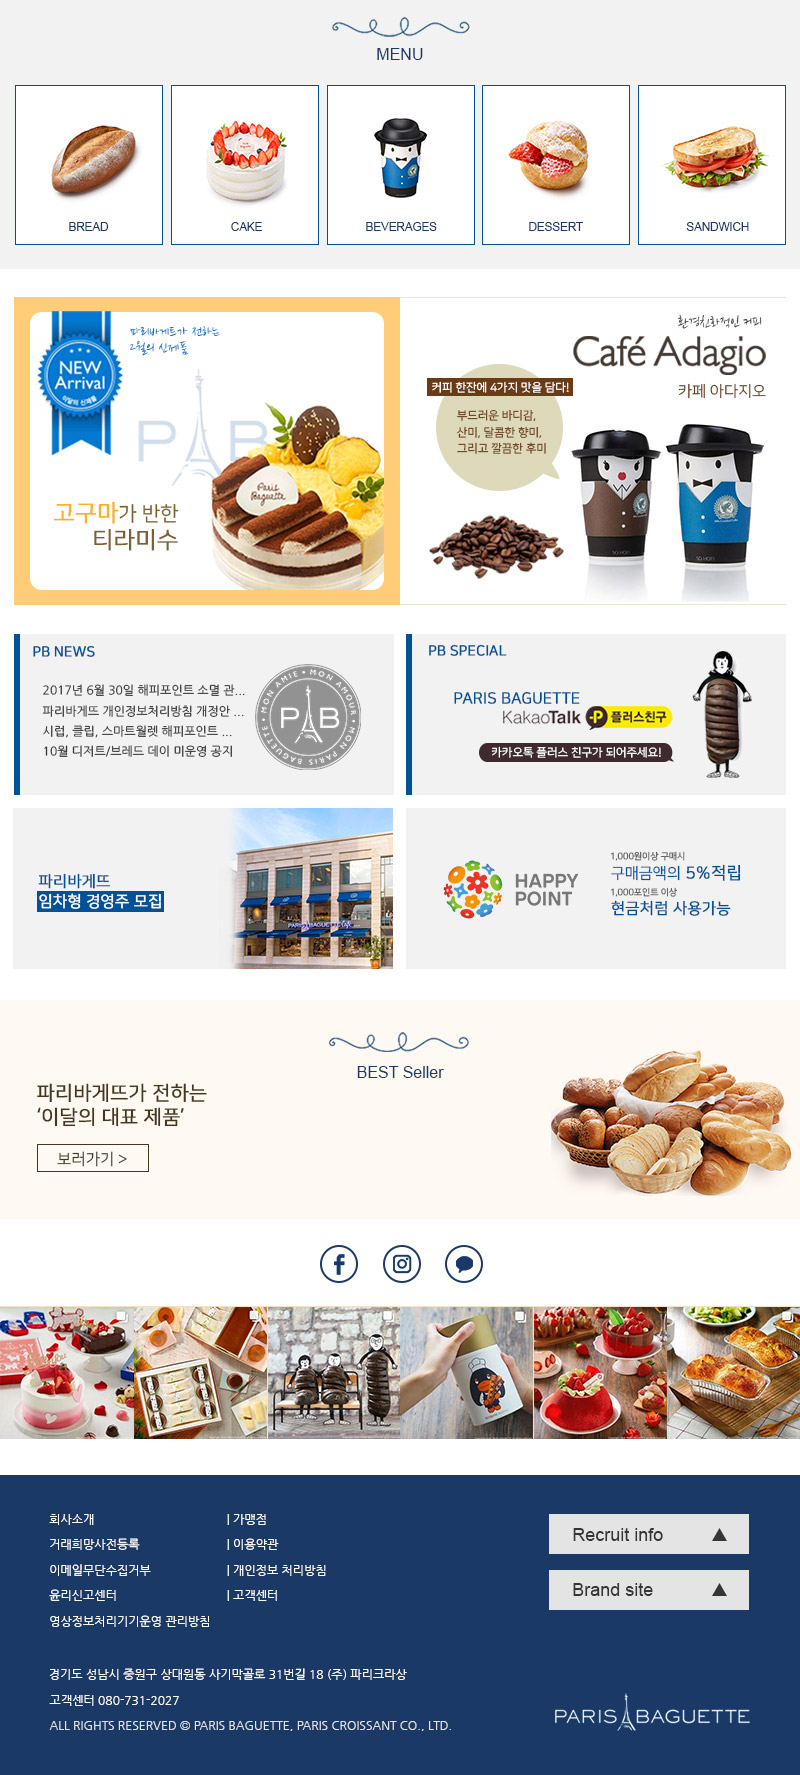 MENU
BREAD
CAKE
BEVERAGES
DESSERT
SANDWICH
NEW
Arrival
이달의 신제품
파리바게뜨가 전하는
2월의 신제품
PAB
Paris
Baguette
고구마가 반한
티라미수
환경친화적인 커피
Café Adagio
카페 아다지오
커피 한잔에 4가지 맛을 담다!
부드러운 바디감,
산미, 달콤한 향미,
그리고 깔끔한 후미
PB NEWS
2017년 6월 30일 해피포인트 소멸 관...
파리바게뜨 개인정보처리방침 개정안 ...
시럽, 클립, 스마트월렛 해피포인트 ...
10월 디저트/브레드 데이 미운영 공지
MON AMIE • MON AMOUR • MON PARIS BAGUETTE •
PAB
PB SPECIAL
PARIS BAGUETTE
KakaoTalk P 플러스친구
카카오톡 플러스 친구가 되어주세요!
파리바게뜨
임차형 경영주 모집
PARIS BAGUETTE Cafe
HAPPY
POINT
1,000원이상 구매시
구매금액의 5%적립
1,000포인트 이상
현금처럼 사용가능
BEST Seller
파리바게뜨가 전하는
‘이달의 대표 제품’
보러가기 >
회사소개
| 가맹점
거래희망사전등록
| 이용약관
이메일무단수집거부
| 개인정보 처리방침
윤리신고센터
| 고객센터
영상정보처리기기운영 관리방침
Recruit info ▲
Brand site ▲
경기도 성남시 중원구 상대원동 사기막골로 31번길 18 (주) 파리크라상
고객센터 080-731-2027
ALL RIGHTS RESERVED © PARIS BAGUETTE, PARIS CROISSANT CO., LTD.
PARIS BAGUETTE